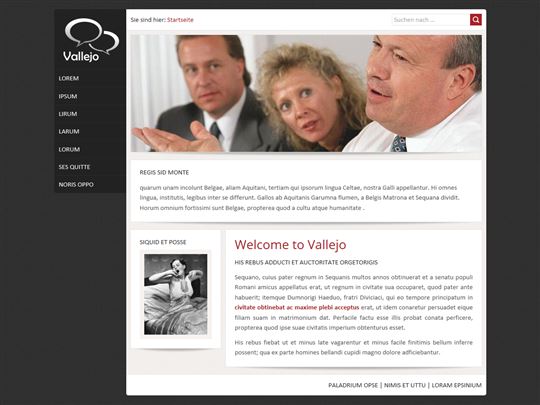 Vallejo
LOREM
IPSUM
LIRUM
LARUM
LORUM
SES QUITTE
NORIS OPPO
Sie sind hier: Startseite
Suchen nach ...
REGIS SID MONTE
quarum unam incolunt Belgae, aliam Aquitani, tertiam qui ipsorum lingua Celtae, nostra Galli appellantur. Hi omnes
lingua, institutis, legibus inter se differunt. Gallos ab Aquitanis Garumna flumen, a Belgis Matrona et Sequana dividit.
Horum omnium fortissimi sunt Belgae, propterea quod a cultu atque humanitate .
SIQUID ET POSSE
Welcome to Vallejo
HIS REBUS ADDUCTI ET AUCTORITATE ORGETORIGIS
Sequano, cuius pater regnum in Sequanis multos annos obtinuerat et a senatu populi
Romani amicus appellatus erat, ut regnum in civitate sua occuparet, quod pater ante
habuerit; itemque Dumnorigi Haeduo, fratri Diviciaci, qui eo tempore principatum in
civitate obtinebat ac maxime plebi acceptus erat, ut idem conaretur persuadet eique
filiam suam in matrimonium dat. Perfacile factu esse illis probat conata perficere,
propterea quod ipse suae civitatis imperium obtenturus esset.
His rebus fiebat ut et minus late vagarentur et minus facile finitimis bellum inferre
possent; qua ex parte homines bellandi cupidi magno dolore adficiebantur.
PALADRIUM OPSE | NIMIS ET UTTU | LORAM EPSINIUM